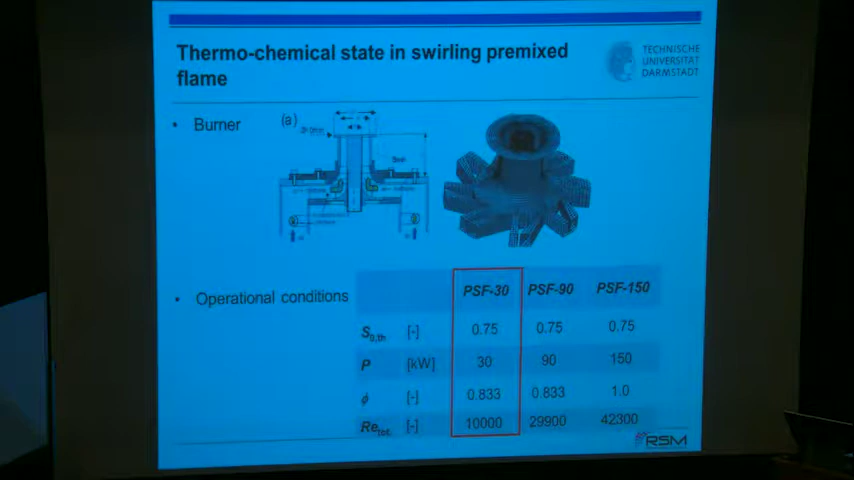 Thermo-chemical state in swirling premixed
flame
TECHNISCHE
UNIVERSITÄT
DARMSTADT
• Burner
(a)
• Operational conditions
PSF-30 PSF-90 PSF-150
S0,th [-] 0.75 0.75 0.75
P [kW] 30 90 150
ϕ [-] 0.833 0.833 1.0
Retot. [-] 10000 29900 42300
RSM